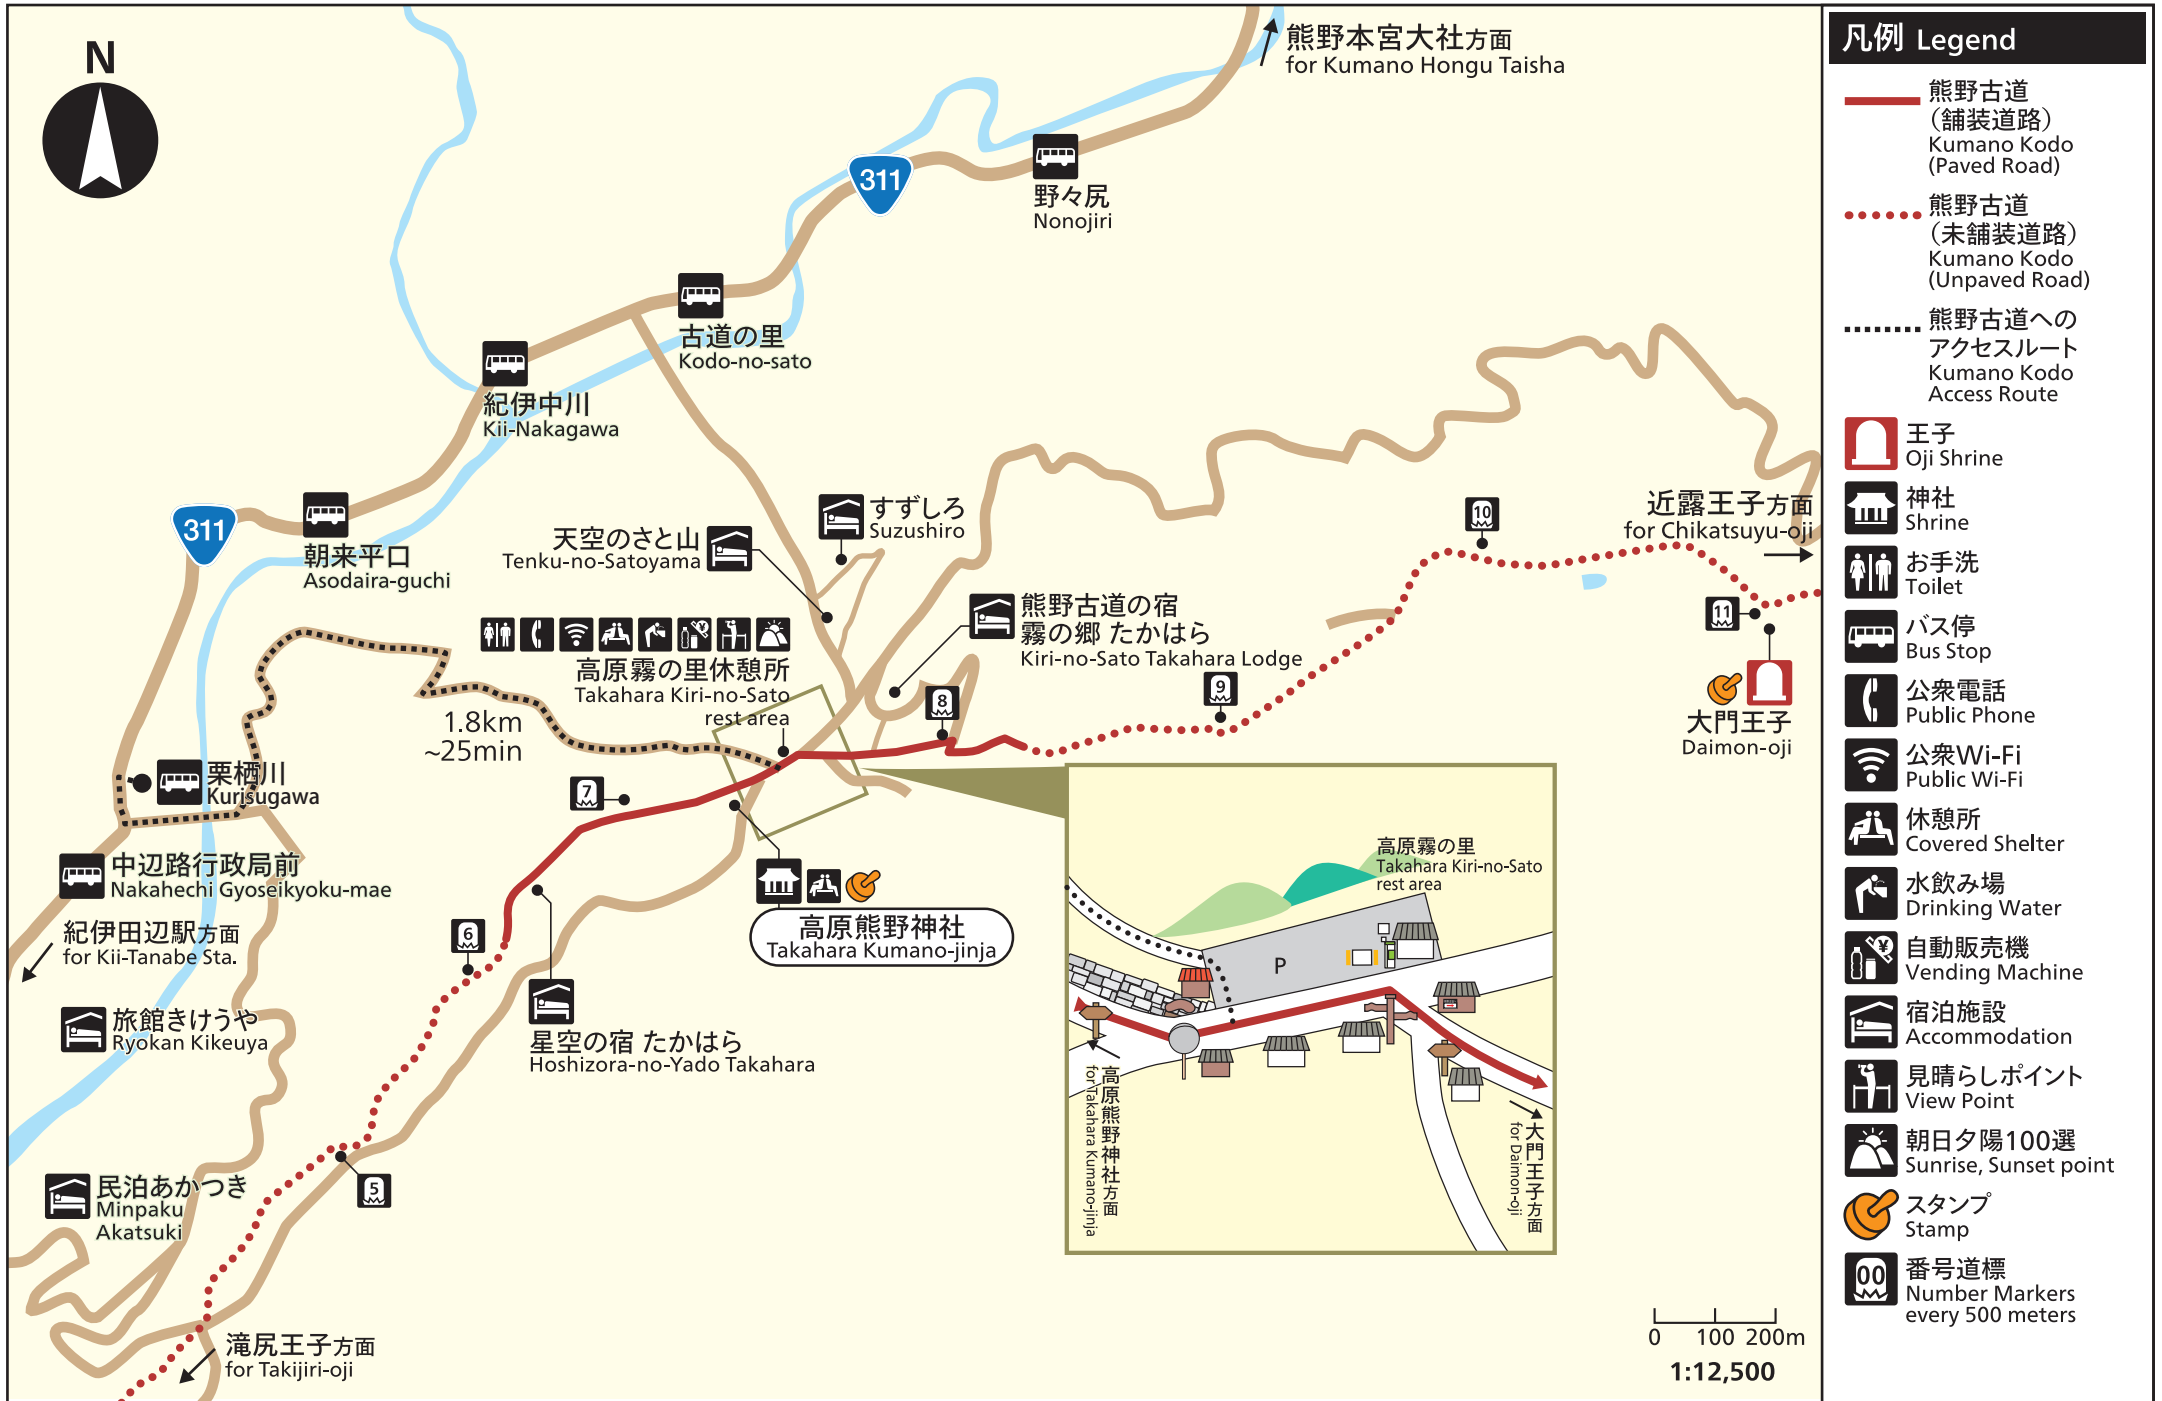 N
熊野本宮大社方面
for Kumano Hongu Taisha
311
野々尻
Nonojiri
古道の里
Kodo-no-sato
紀伊中川
Kii-Nakagawa
311
朝来平口
Asodaira-guchi
すずしろ
Suzushiro
天空のさと山
Tenku-no-Satoyama
10
近露王子方面
for Chikatsuyu-oji
熊野古道の宿
霧の郷 たかはら
Kiri-no-Sato Takahara Lodge
11
高原霧の里休憩所
Takahara Kiri-no-Sato
rest area
9
8
大門王子
Daimon-oji
1.8km
~25min
栗栖川
Kurisugawa
7
中辺路行政局前
Nakahechi Gyoseikyoku-mae
紀伊田辺駅方面
for Kii-Tanabe Sta.
高原熊野神社
Takahara Kumano-jinja
6
旅館きけうや
Ryokan Kikeuya
星空の宿 たかはら
Hoshizora-no-Yado Takahara
5
民泊あかつき
Minpaku
Akatsuki
滝尻王子方面
for Takijiri-oji
高原霧の里
Takahara Kiri-no-Sato
rest area
P
高原熊野神社方面
for Takahara Kumano-jinja
大門王子方面
for Daimon-oji
0 100 200m
1:12,500
凡例 Legend
熊野古道
(舗装道路)
Kumano Kodo
(Paved Road)
熊野古道
(未舗装道路)
Kumano Kodo
(Unpaved Road)
熊野古道への
アクセスルート
Kumano Kodo
Access Route
王子
Oji Shrine
神社
Shrine
お手洗
Toilet
バス停
Bus Stop
公衆電話
Public Phone
公衆Wi-Fi
Public Wi-Fi
休憩所
Covered Shelter
水飲み場
Drinking Water
¥
自動販売機
Vending Machine
宿泊施設
Accommodation
見晴らしポイント
View Point
朝日夕陽100選
Sunrise, Sunset point
スタンプ
Stamp
00
番号道標
Number Markers
every 500 meters